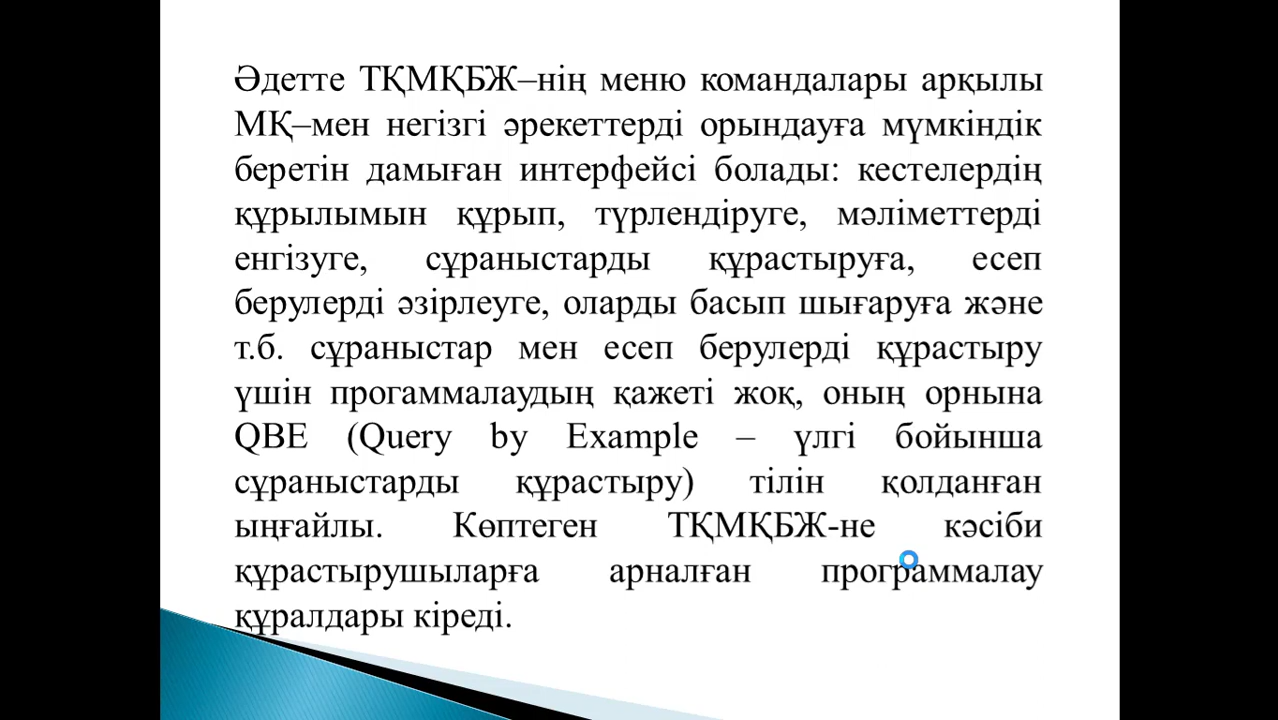 Әдетте ТҚМҚБЖ–нің меню командалары арқылы
МҚ–мен негізгі әрекеттерді орындауға мүмкіндік
беретін дамыған интерфейсі болады: кестелердің
құрылымын құрып, түрлендіруге, мәліметтерді
енгізуге, сұраныстарды құрастыруға, есеп
берулерді әзірлеуге, оларды басып шығаруға және
т.б. сұраныстар мен есеп берулерді құрастыру
үшін прогаммалаудың қажеті жоқ, оның орнына
QBE (Query by Example – үлгі бойынша
сұраныстарды құрастыру) тілін қолданған
ыңғайлы. Көптеген ТҚМҚБЖ-не кәсіби
құрастырушыларға арналған программалау
құралдары кіреді.